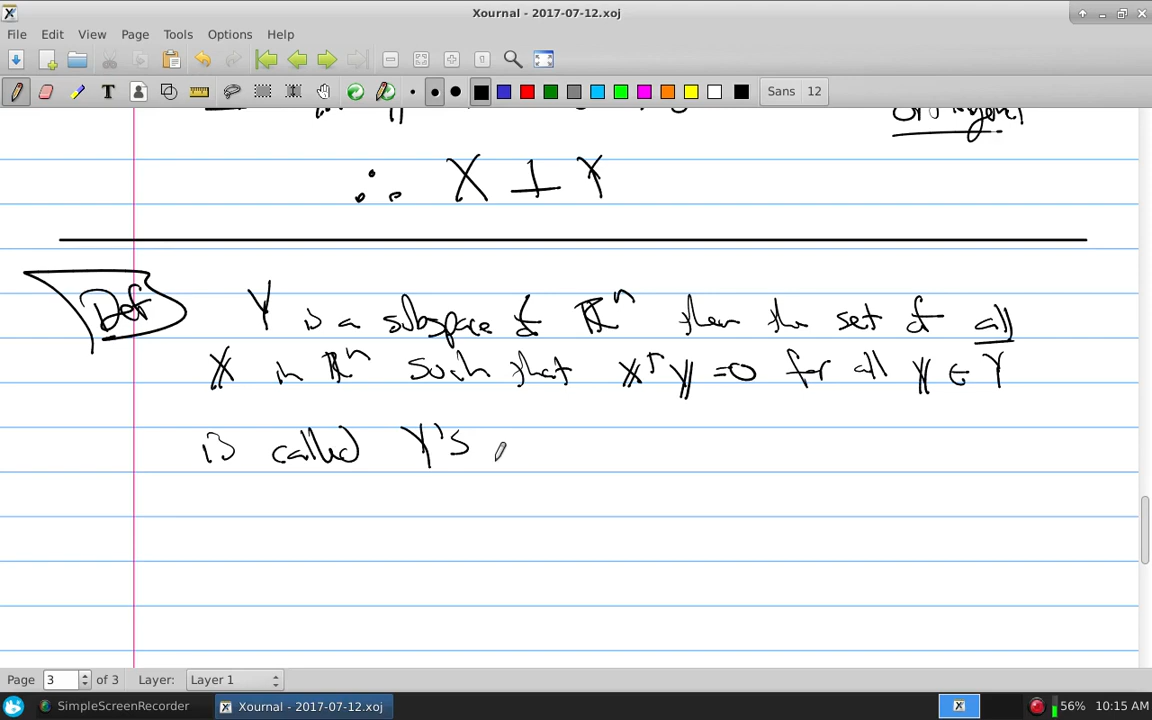 Xournal - 2017-07-12.xoj
File Edit View Page Tools Options Help
Sans 12
∴ X ⊥ Y
Def Y is a subspace of ℝⁿ then the set of all
𝕏 in ℝⁿ such that 𝕏ᵀ𝕐 = 0 for all 𝕐 ∈ Y
is called Y's
Page 3 of 3 Layer: Layer 1
SimpleScreenRecorder Xournal - 2017-07-12.xoj 56% 10:15 AM